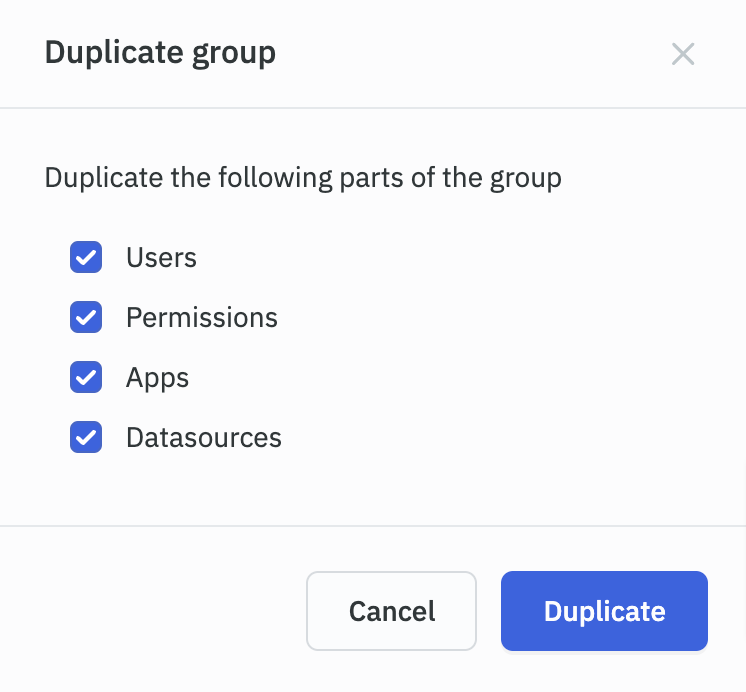 Duplicate group
Duplicate the following parts of the group
Users
Permissions
Apps
Datasources
Cancel
Duplicate